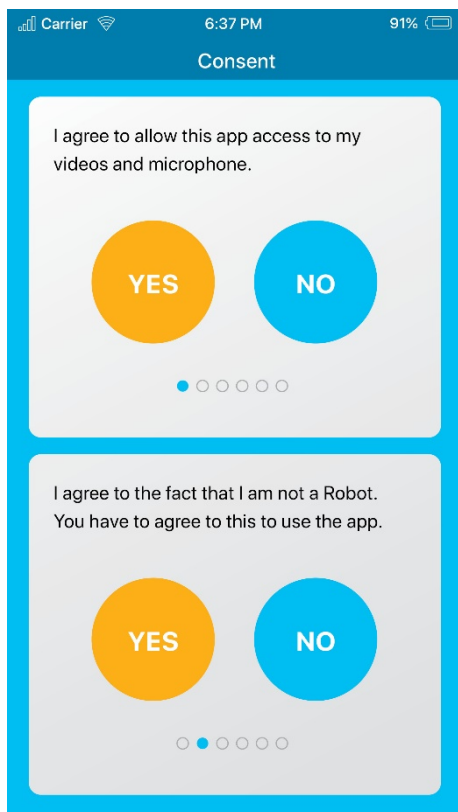 Carrier 6:37 PM 91%
Consent
I agree to allow this app access to my
videos and microphone.
YES NO
I agree to the fact that I am not a Robot.
You have to agree to this to use the app.
YES NO